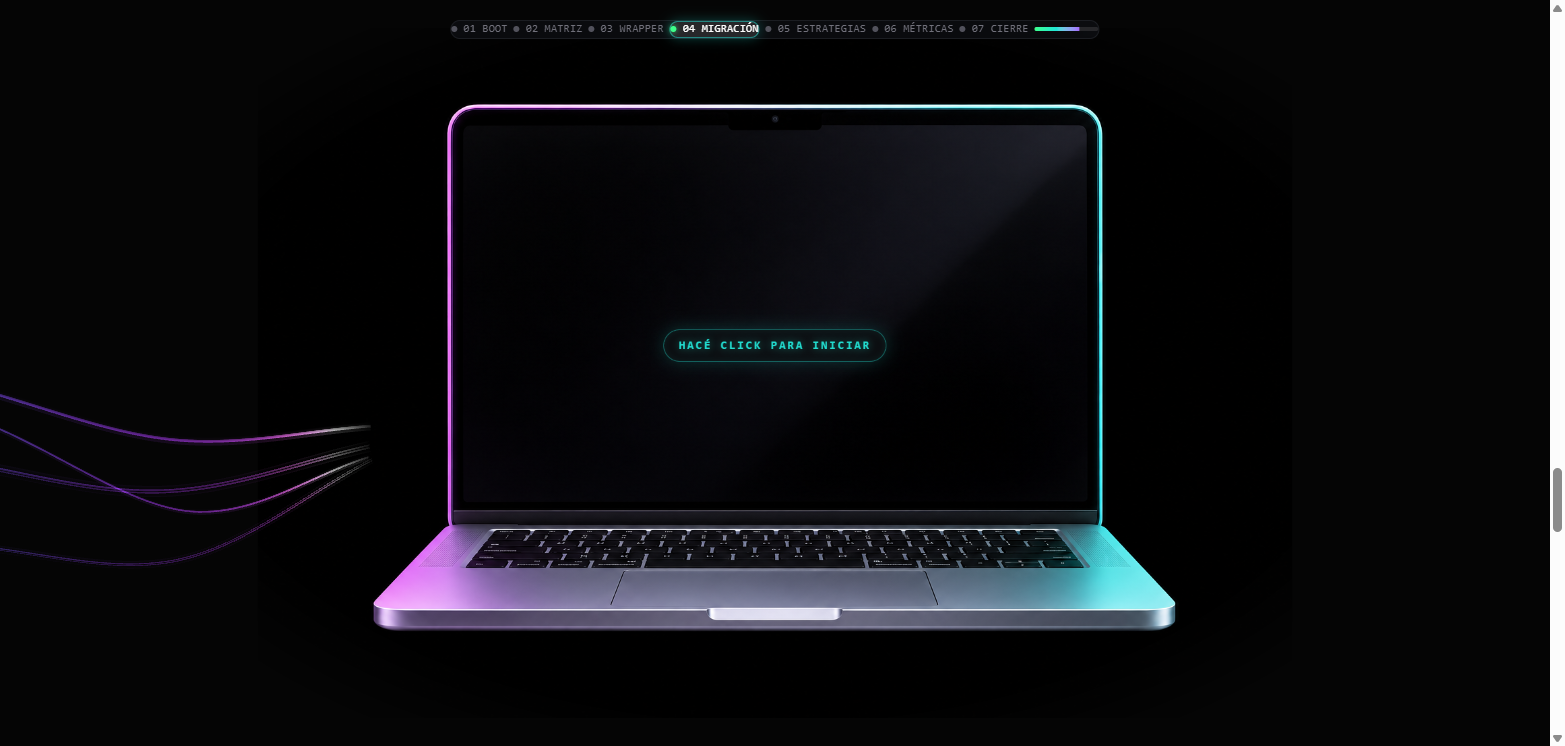 01 BOOT 02 MATRIZ 03 WRAPPER 04 MIGRACIÓN 05 ESTRATEGIAS 06 MÉTRICAS 07 CIERRE
HACÉ CLICK PARA INICIAR